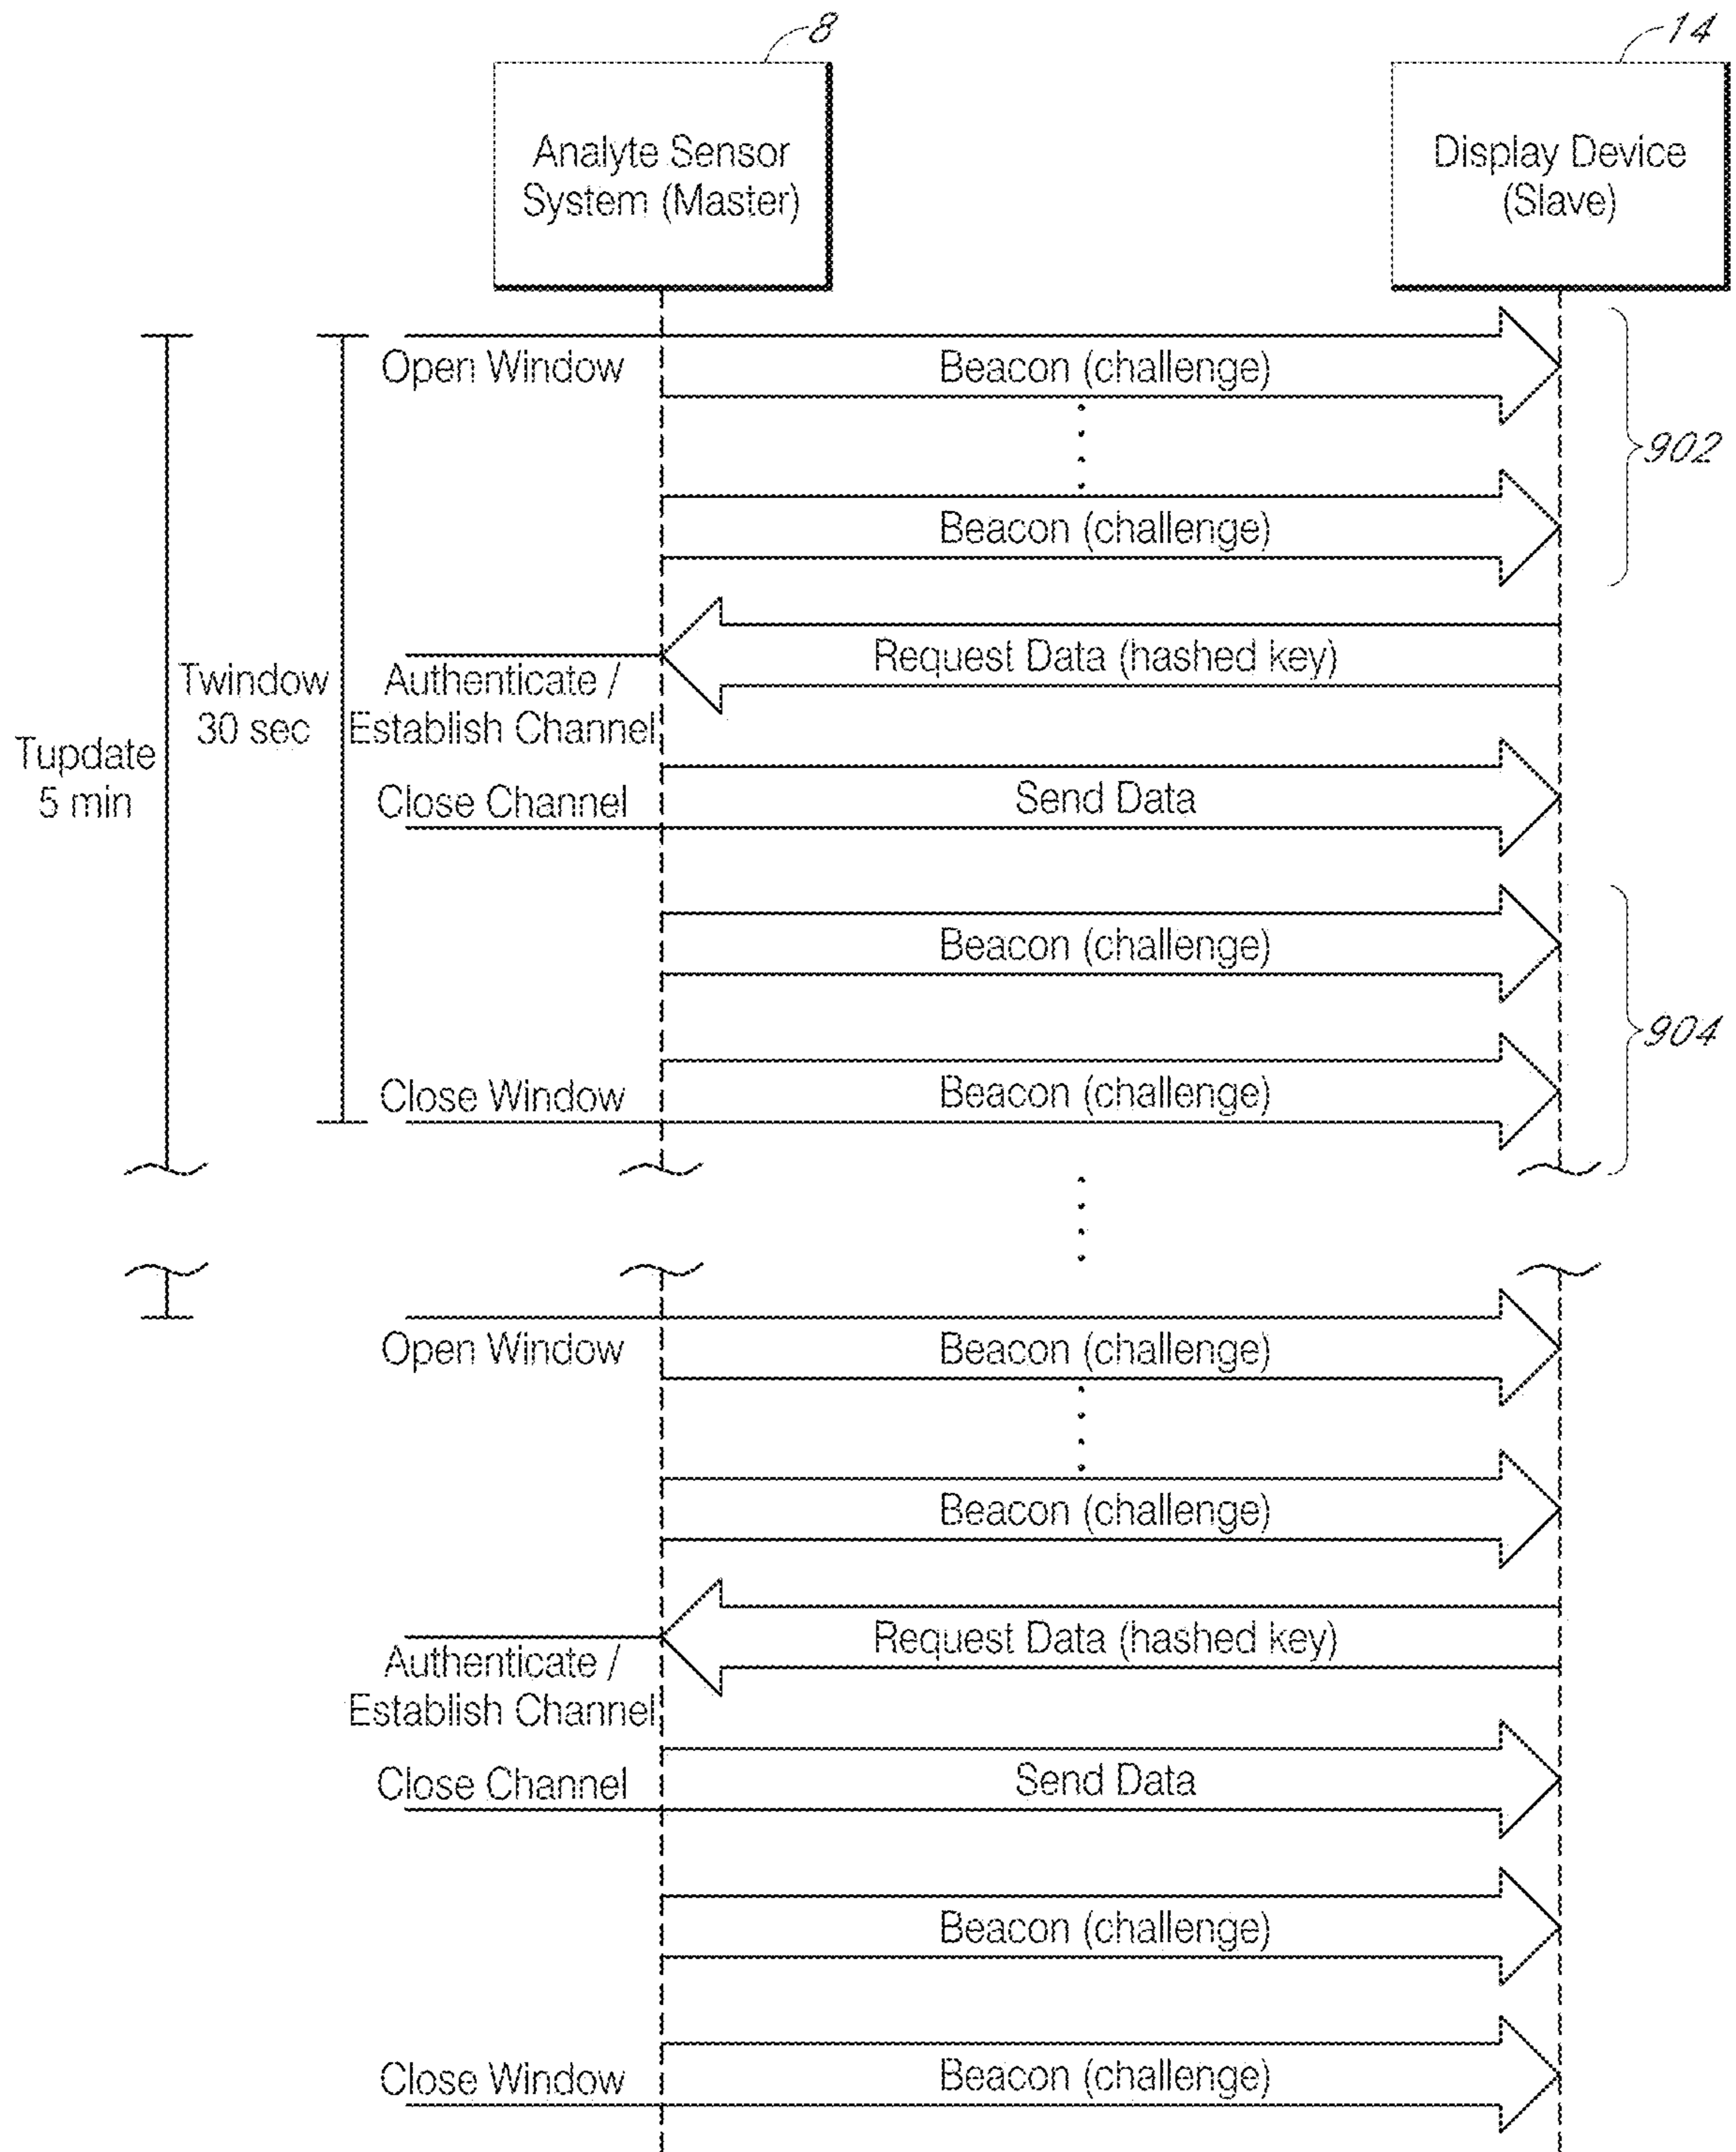 8
14
Analyte Sensor
System (Master)
Display Device
(Slave)
Open Window
Beacon (challenge)
902
Beacon (challenge)
Request Data (hashed key)
Authenticate /
Establish Channel
Twindow
30 sec
Tupdate
5 min
Close Channel
Send Data
Beacon (challenge)
904
Close Window
Beacon (challenge)
Open Window
Beacon (challenge)
Beacon (challenge)
Request Data (hashed key)
Authenticate /
Establish Channel
Close Channel
Send Data
Beacon (challenge)
Close Window
Beacon (challenge)